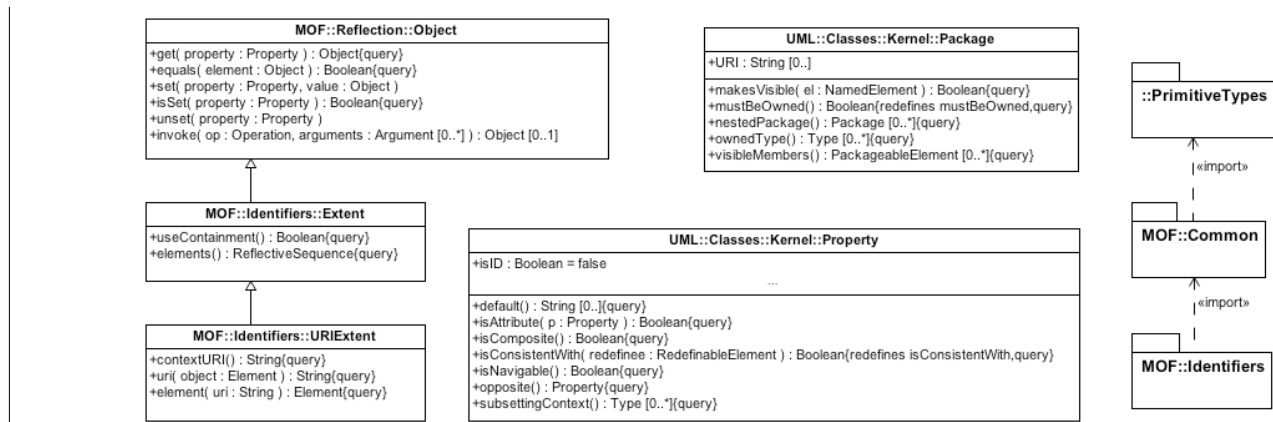 MOF::Reflection::Object
+get( property : Property ) : Object{query}
+equals( element : Object ) : Boolean{query}
+set( property : Property, value : Object )
+isSet( property : Property ) : Boolean{query}
+unset( property : Property )
+invoke( op : Operation, arguments : Argument [0..*] ) : Object [0..1]
MOF::Identifiers::Extent
+useContainment() : Boolean{query}
+elements() : ReflectiveSequence{query}
MOF::Identifiers::URIExtent
+contextURI() : String{query}
+uri( object : Element ) : String{query}
+element( uri : String ) : Element{query}
UML::Classes::Kernel::Package
+URI : String [0..]
+makesVisible( el : NamedElement ) : Boolean{query}
+mustBeOwned() : Boolean{redefines mustBeOwned,query}
+nestedPackage() : Package [0..*]{query}
+ownedType() : Type [0..*]{query}
+visibleMembers() : PackageableElement [0..*]{query}
UML::Classes::Kernel::Property
+isID : Boolean = false
...
+default() : String [0..]{query}
+isAttribute( p : Property ) : Boolean{query}
+isComposite() : Boolean{query}
+isConsistentWith( redefinee : RedefinableElement ) : Boolean{redefines isConsistentWith,query}
+isNavigable() : Boolean{query}
+opposite() : Property{query}
+subsettingContext() : Type [0..*]{query}
::PrimitiveTypes
«import»
MOF::Common
«import»
MOF::Identifiers